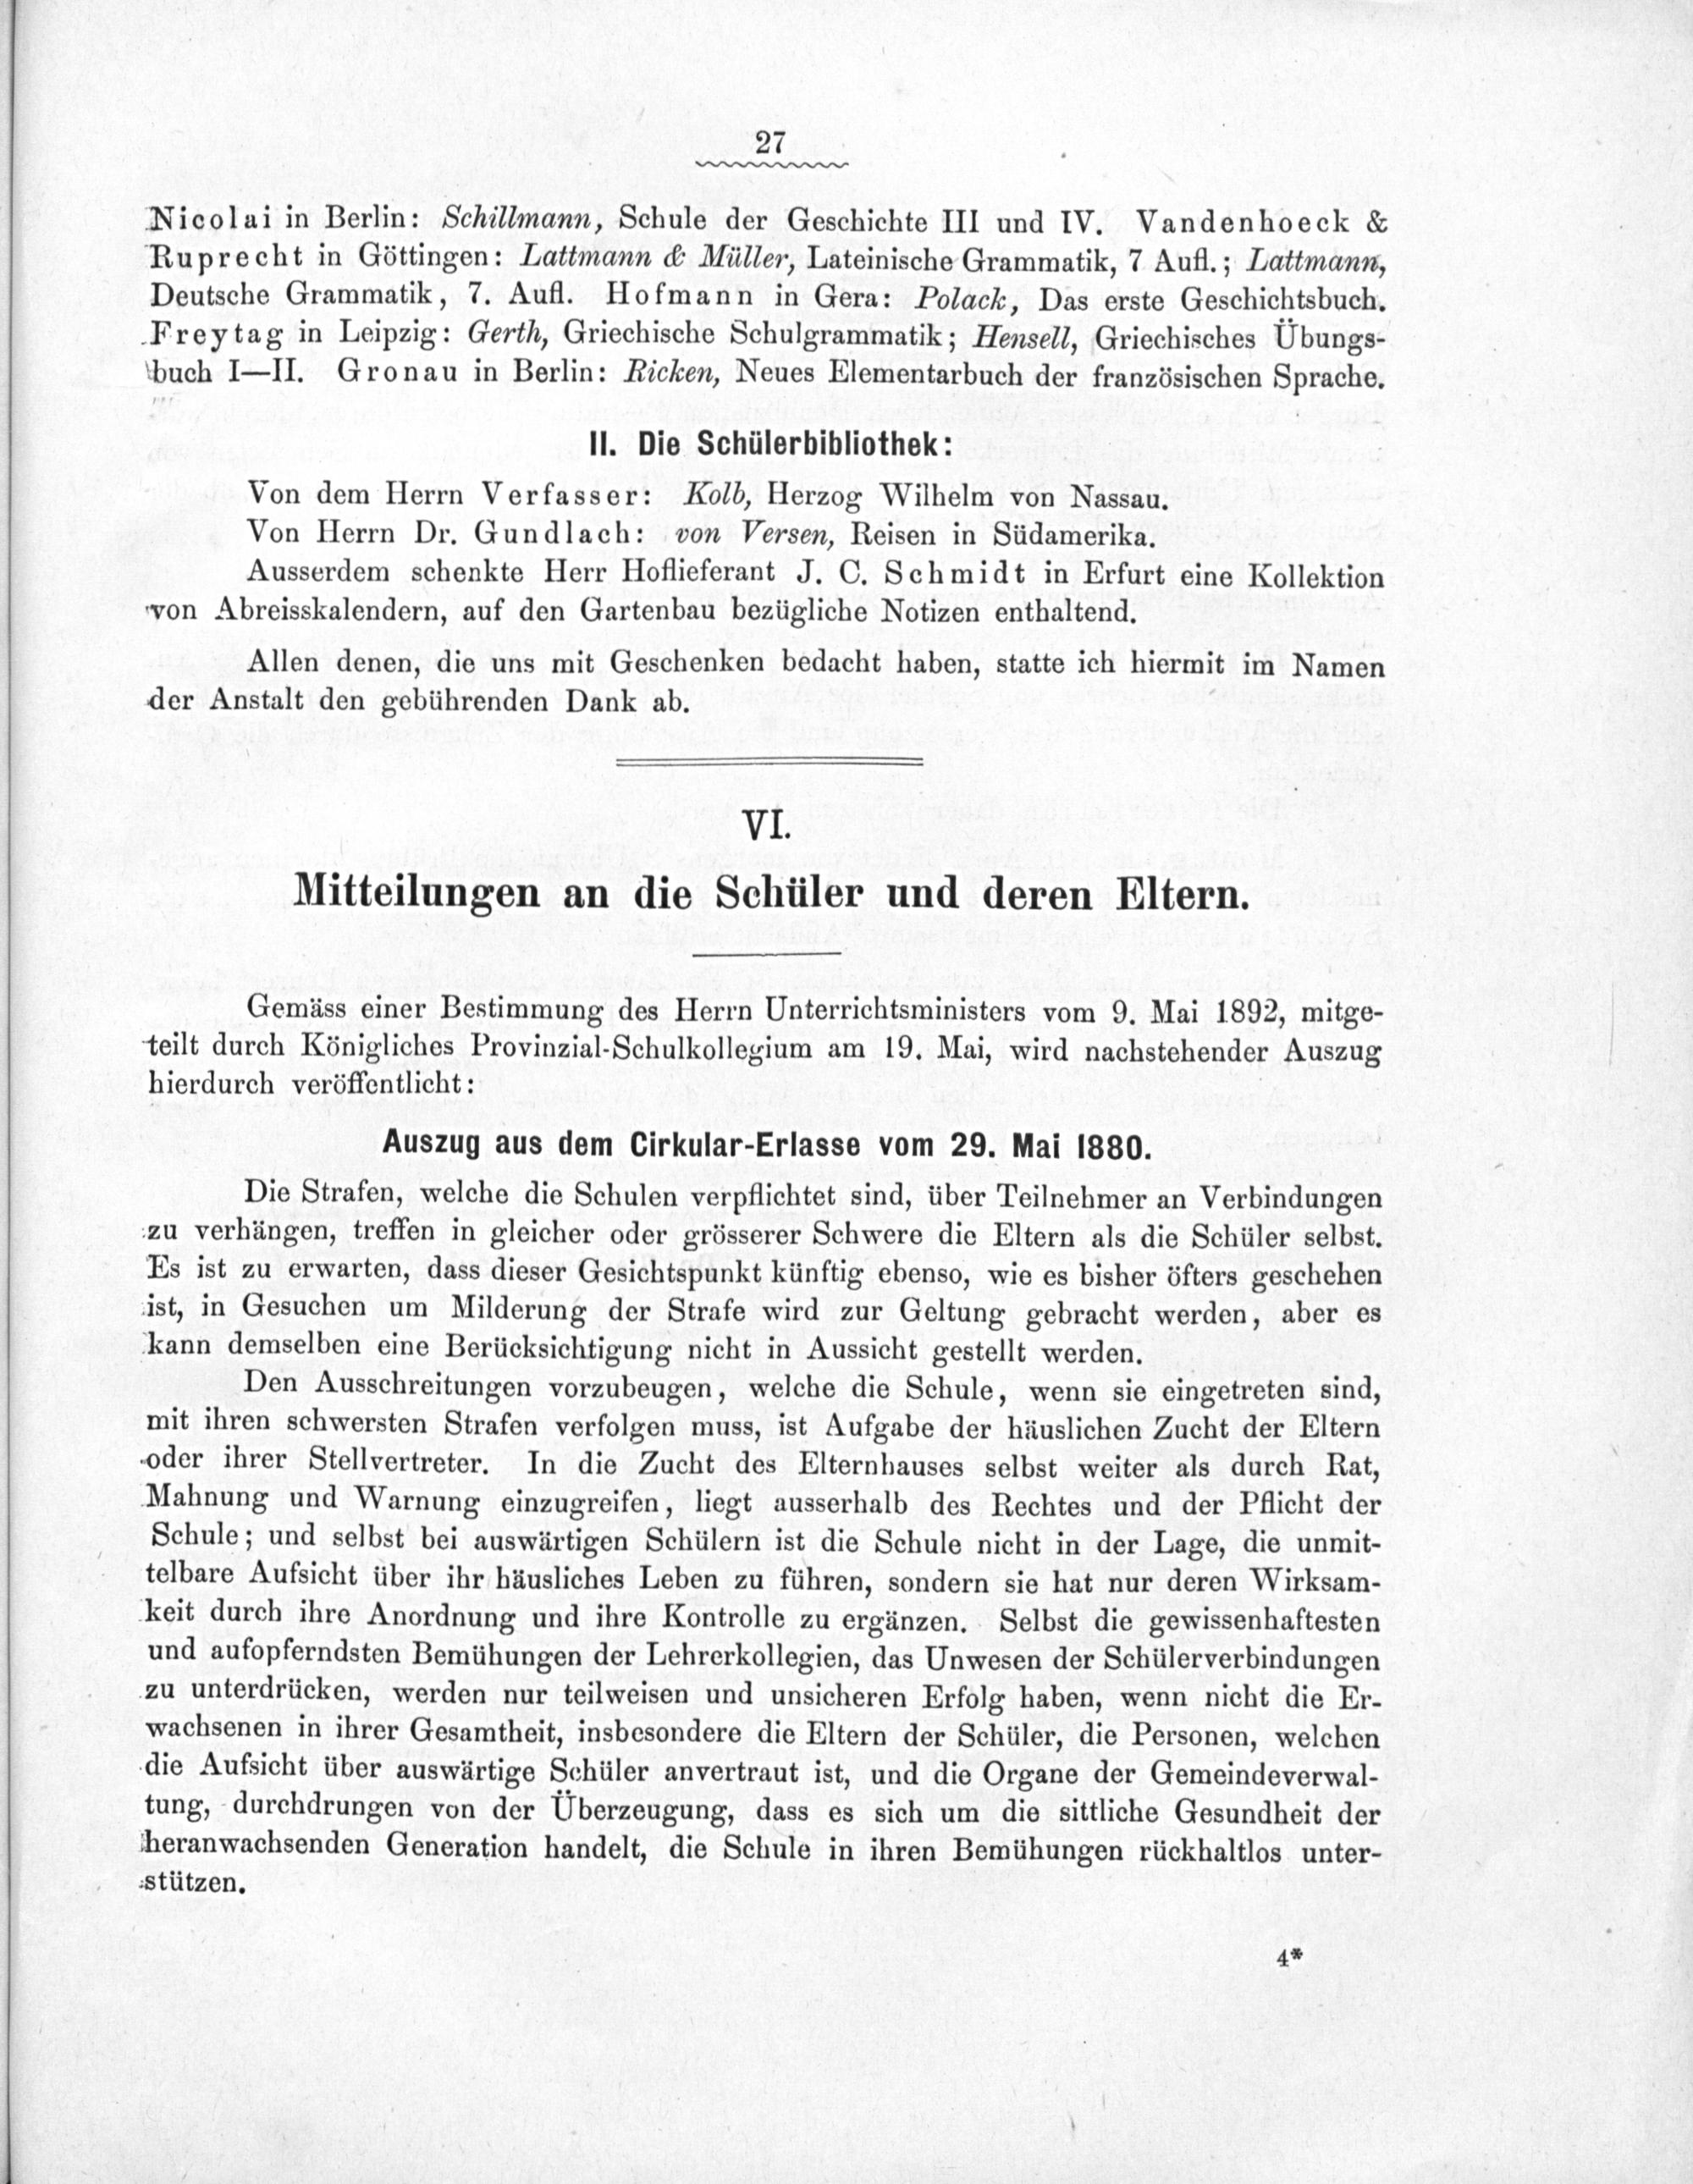 27
Nicolai in Berlin: Schillmann, Schule der Geschichte III und IV. Vandenhoeck &
Ruprecht in Göttingen: Lattmann & Müller, Lateinische Grammatik, 7 Aufl.; Lattmann,
Deutsche Grammatik, 7. Aufl. Hofmann in Gera: Polack, Das erste Geschichtsbuch.
Freytag in Leipzig: Gerth, Griechische Schulgrammatik; Hensell, Griechisches Übungs-
buch I—II. Gronau in Berlin: Ricken, Neues Elementarbuch der französischen Sprache.
II. Die Schülerbibliothek:
Von dem Herrn Verfasser: Kolb, Herzog Wilhelm von Nassau.
Von Herrn Dr. Gundlach: von Versen, Reisen in Südamerika.
Ausserdem schenkte Herr Hoflieferant J. C. Schmidt in Erfurt eine Kollektion
von Abreisskalendern, auf den Gartenbau bezügliche Notizen enthaltend.
Allen denen, die uns mit Geschenken bedacht haben, statte ich hiermit im Namen
der Anstalt den gebührenden Dank ab.
VI.
Mitteilungen an die Schüler und deren Eltern.
Gemäss einer Bestimmung des Herrn Unterrichtsministers vom 9. Mai 1892, mitge-
teilt durch Königliches Provinzial-Schulkollegium am 19. Mai, wird nachstehender Auszug
hierdurch veröffentlicht:
Auszug aus dem Cirkular-Erlasse vom 29. Mai 1880.
Die Strafen, welche die Schulen verpflichtet sind, über Teilnehmer an Verbindungen
zu verhängen, treffen in gleicher oder grösserer Schwere die Eltern als die Schüler selbst.
Es ist zu erwarten, dass dieser Gesichtspunkt künftig ebenso, wie es bisher öfters geschehen
ist, in Gesuchen um Milderung der Strafe wird zur Geltung gebracht werden, aber es
kann demselben eine Berücksichtigung nicht in Aussicht gestellt werden.
Den Ausschreitungen vorzubeugen, welche die Schule, wenn sie eingetreten sind,
mit ihren schwersten Strafen verfolgen muss, ist Aufgabe der häuslichen Zucht der Eltern
oder ihrer Stellvertreter. In die Zucht des Elternhauses selbst weiter als durch Rat,
Mahnung und Warnung einzugreifen, liegt ausserhalb des Rechtes und der Pflicht der
Schule; und selbst bei auswärtigen Schülern ist die Schule nicht in der Lage, die unmit-
telbare Aufsicht über ihr häusliches Leben zu führen, sondern sie hat nur deren Wirksam-
keit durch ihre Anordnung und ihre Kontrolle zu ergänzen. Selbst die gewissenhaftesten
und aufopferndsten Bemühungen der Lehrerkollegien, das Unwesen der Schülerverbindungen
zu unterdrücken, werden nur teilweisen und unsicheren Erfolg haben, wenn nicht die Er-
wachsenen in ihrer Gesamtheit, insbesondere die Eltern der Schüler, die Personen, welchen
die Aufsicht über auswärtige Schüler anvertraut ist, und die Organe der Gemeindeverwal-
tung, durchdrungen von der Überzeugung, dass es sich um die sittliche Gesundheit der
heranwachsenden Generation handelt, die Schule in ihren Bemühungen rückhaltlos unter-
stützen.
4*